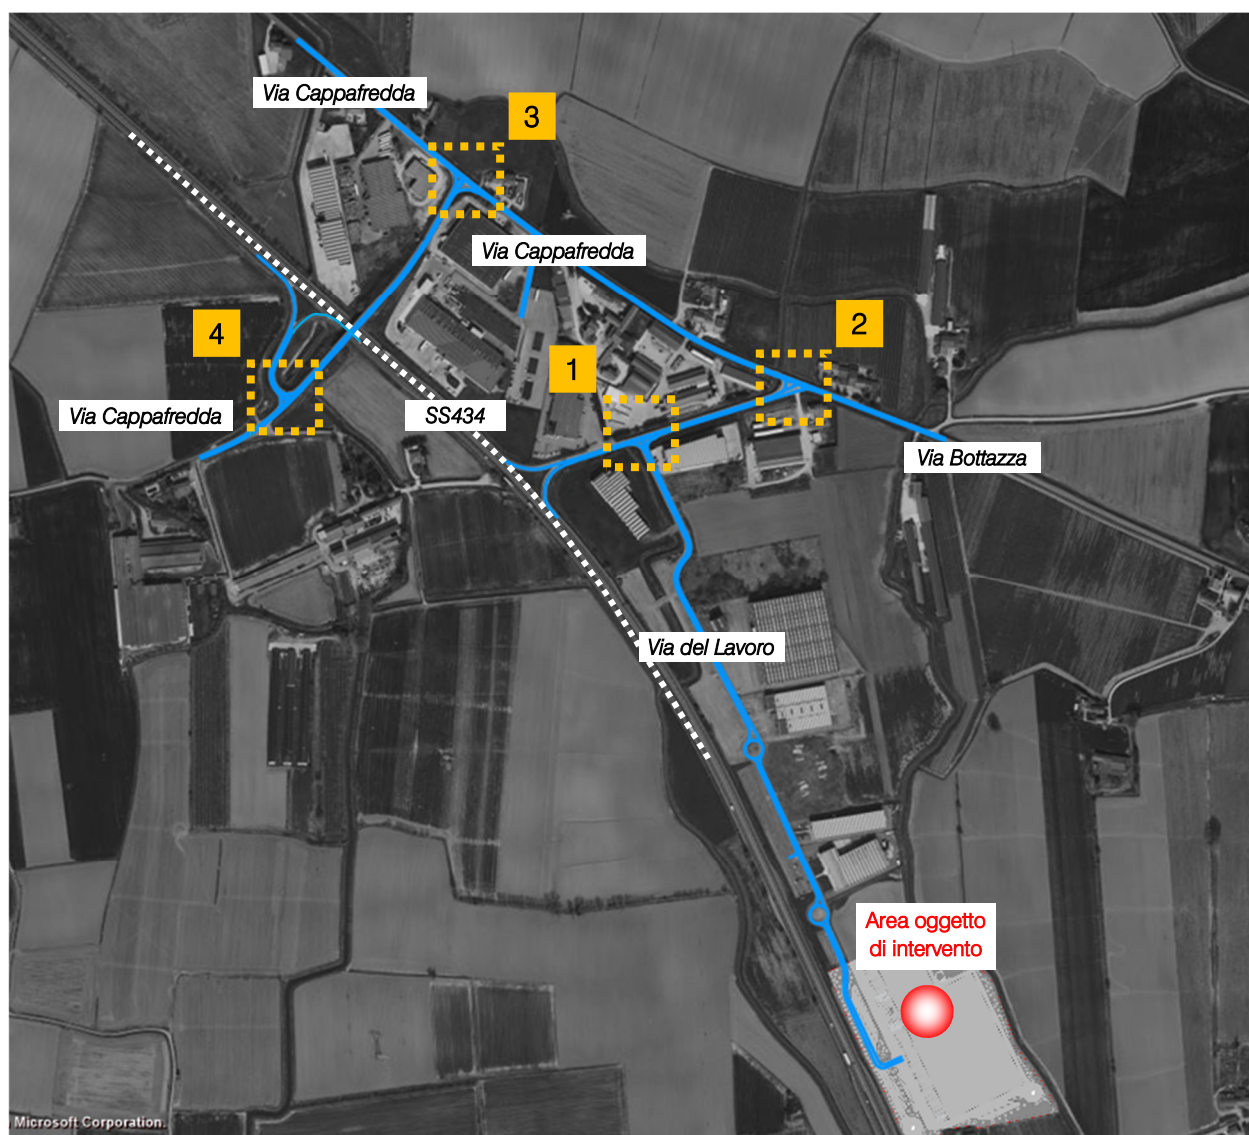 Via Cappafredda
3
Via Cappafredda
2
4
1
Via Cappafredda
SS434
Via Bottazza
Via del Lavoro
Area oggetto
di intervento
Microsoft Corporation.